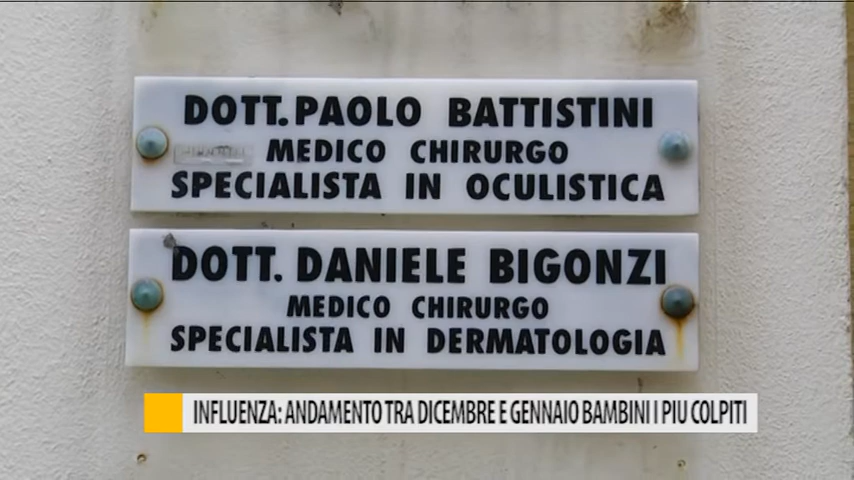 DOTT. PAOLO BATTISTINI
MEDICO CHIRURGO
SPECIALISTA IN OCULISTICA
DOTT. DANIELE BIGONZI
MEDICO CHIRURGO
SPECIALISTA IN DERMATOLOGIA
INFLUENZA: ANDAMENTO TRA DICEMBRE E GENNAIO BAMBINI I PIU COLPITI